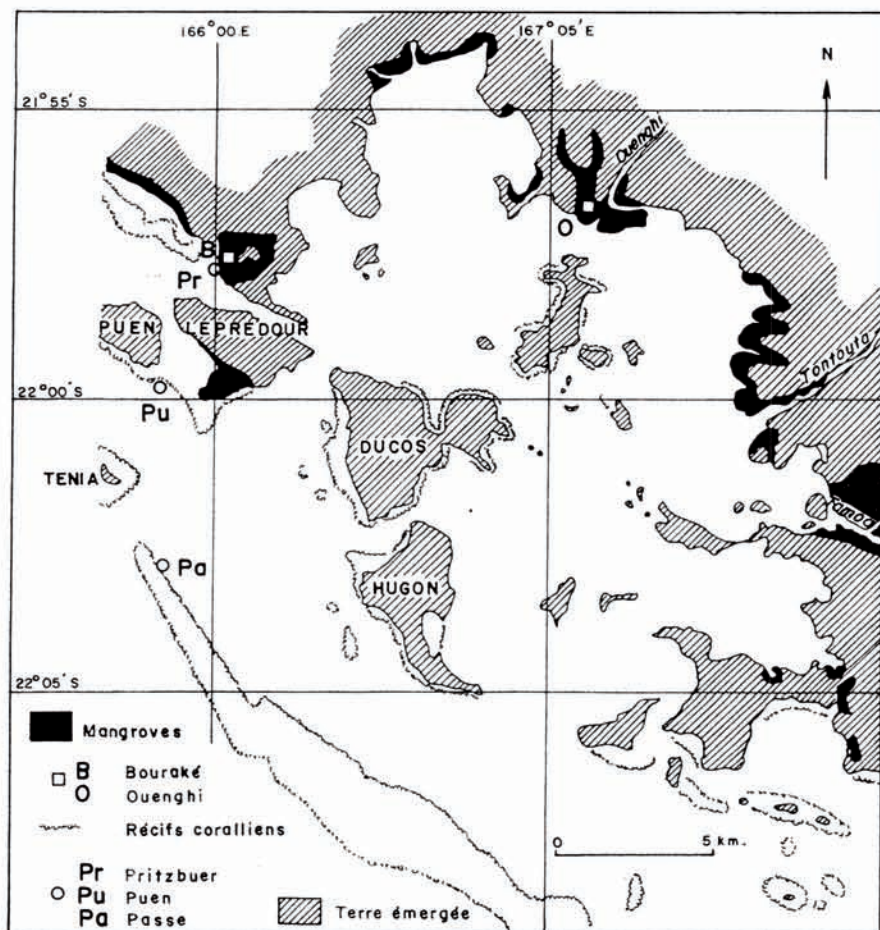 166°00'E 167°05'E
N
21°55'S
Ouenghi
B
O
Pr
PUEN LEPRÉDOUR
Tontouta
22°00'S
Pu
DUCOS
TENIA
Tamoa
Pa
HUGON
22°05'S
Mangroves
B Bouraké
O Ouenghi
Récifs coralliens
0 5 km.
Pr Pritzbuer
Pu Puen
Pa Passe
Terre émergée